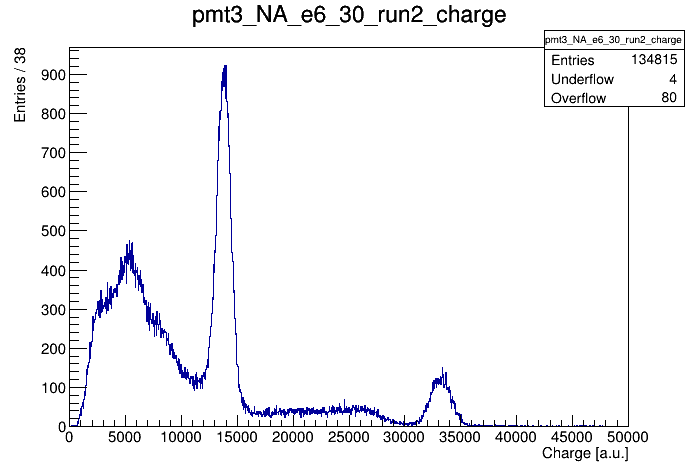 pmt3_NA_e6_30_run2_charge
pmt3_NA_e6_30_run2_charge
Entries 134815
Underflow 4
Overflow 80
Entries / 38
900
800
700
600
500
400
300
200
100
0
0 5000 10000 15000 20000 25000 30000 35000 40000 45000 50000
Charge [a.u.]